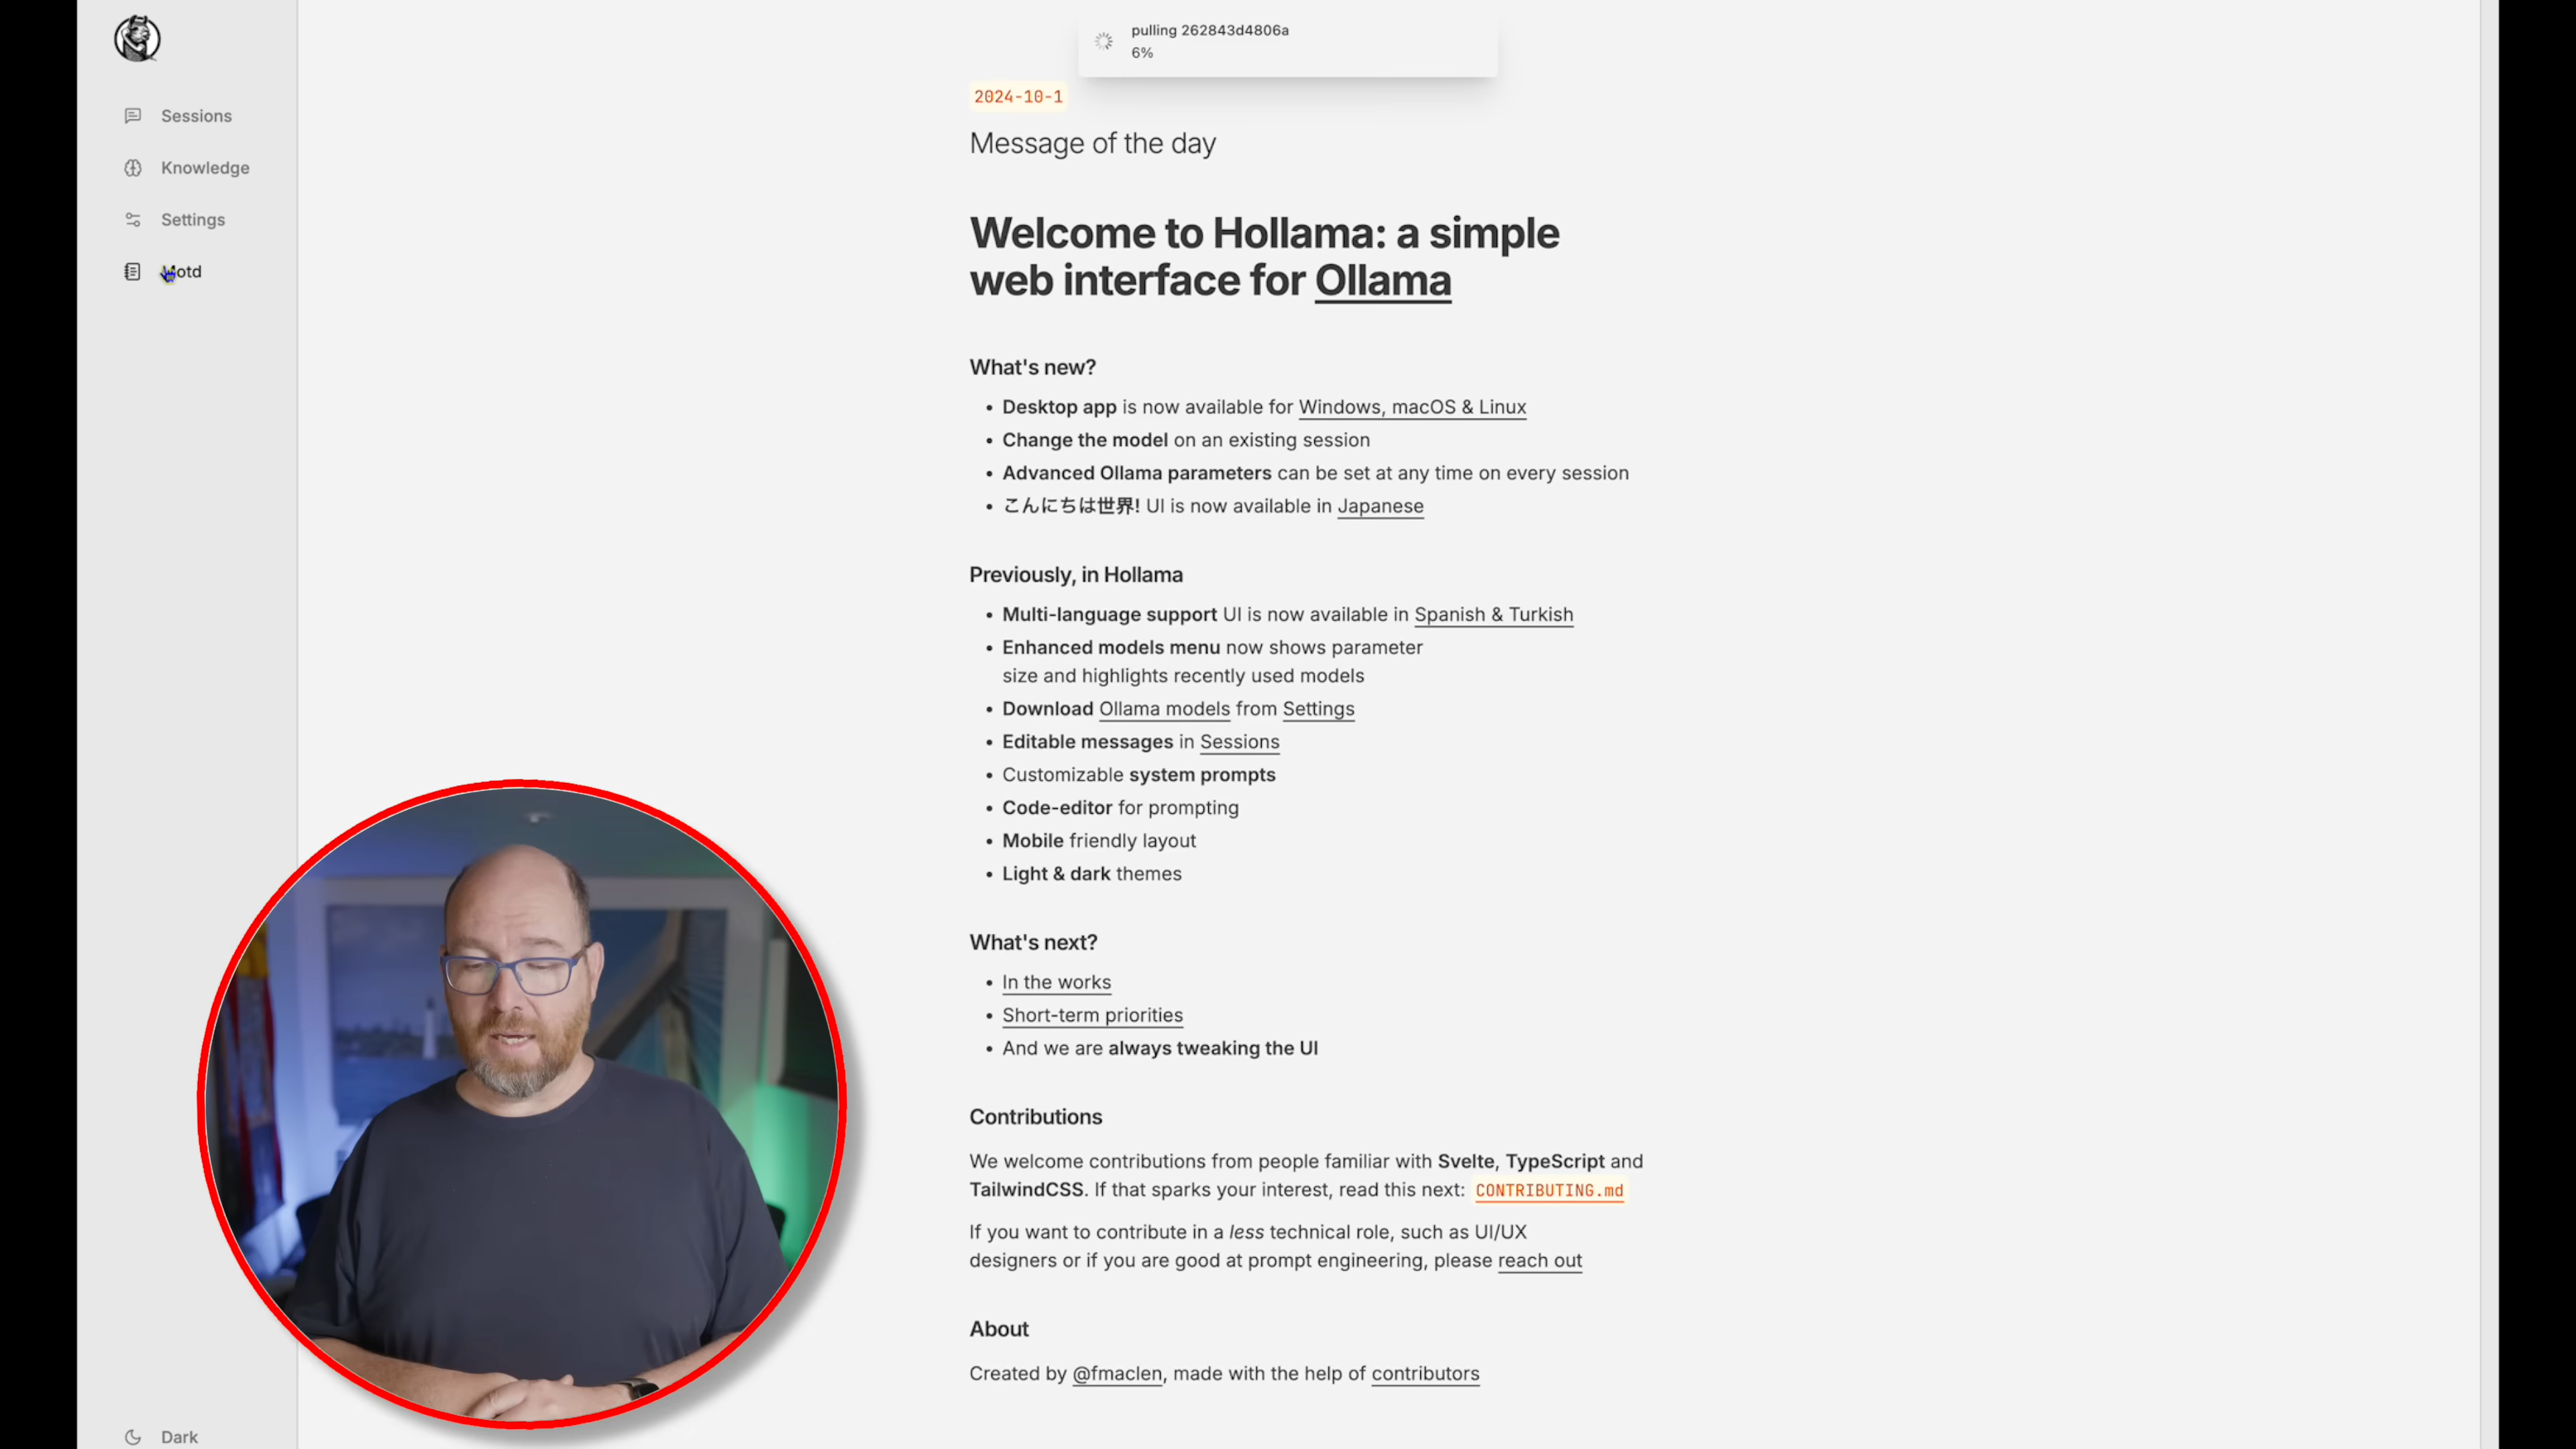 pulling 262843d4806a
6%
Sessions
Knowledge
Settings
otd
2024-10-1
Message of the day
Welcome to Hollama: a simple
web interface for Ollama
What's new?
• Desktop app is now available for Windows, macOS & Linux
• Change the model on an existing session
• Advanced Ollama parameters can be set at any time on every session
• こんにちは世界! UI is now available in Japanese
Previously, in Hollama
• Multi-language support UI is now available in Spanish & Turkish
• Enhanced models menu now shows parameter
size and highlights recently used models
• Download Ollama models from Settings
• Editable messages in Sessions
• Customizable system prompts
• Code-editor for prompting
• Mobile friendly layout
• Light & dark themes
What's next?
• In the works
• Short-term priorities
• And we are always tweaking the UI
Contributions
We welcome contributions from people familiar with Svelte, TypeScript and
TailwindCSS. If that sparks your interest, read this next: CONTRIBUTING.md
If you want to contribute in a less technical role, such as UI/UX
designers or if you are good at prompt engineering, please reach out
About
Created by @fmaclen, made with the help of contributors
Dark